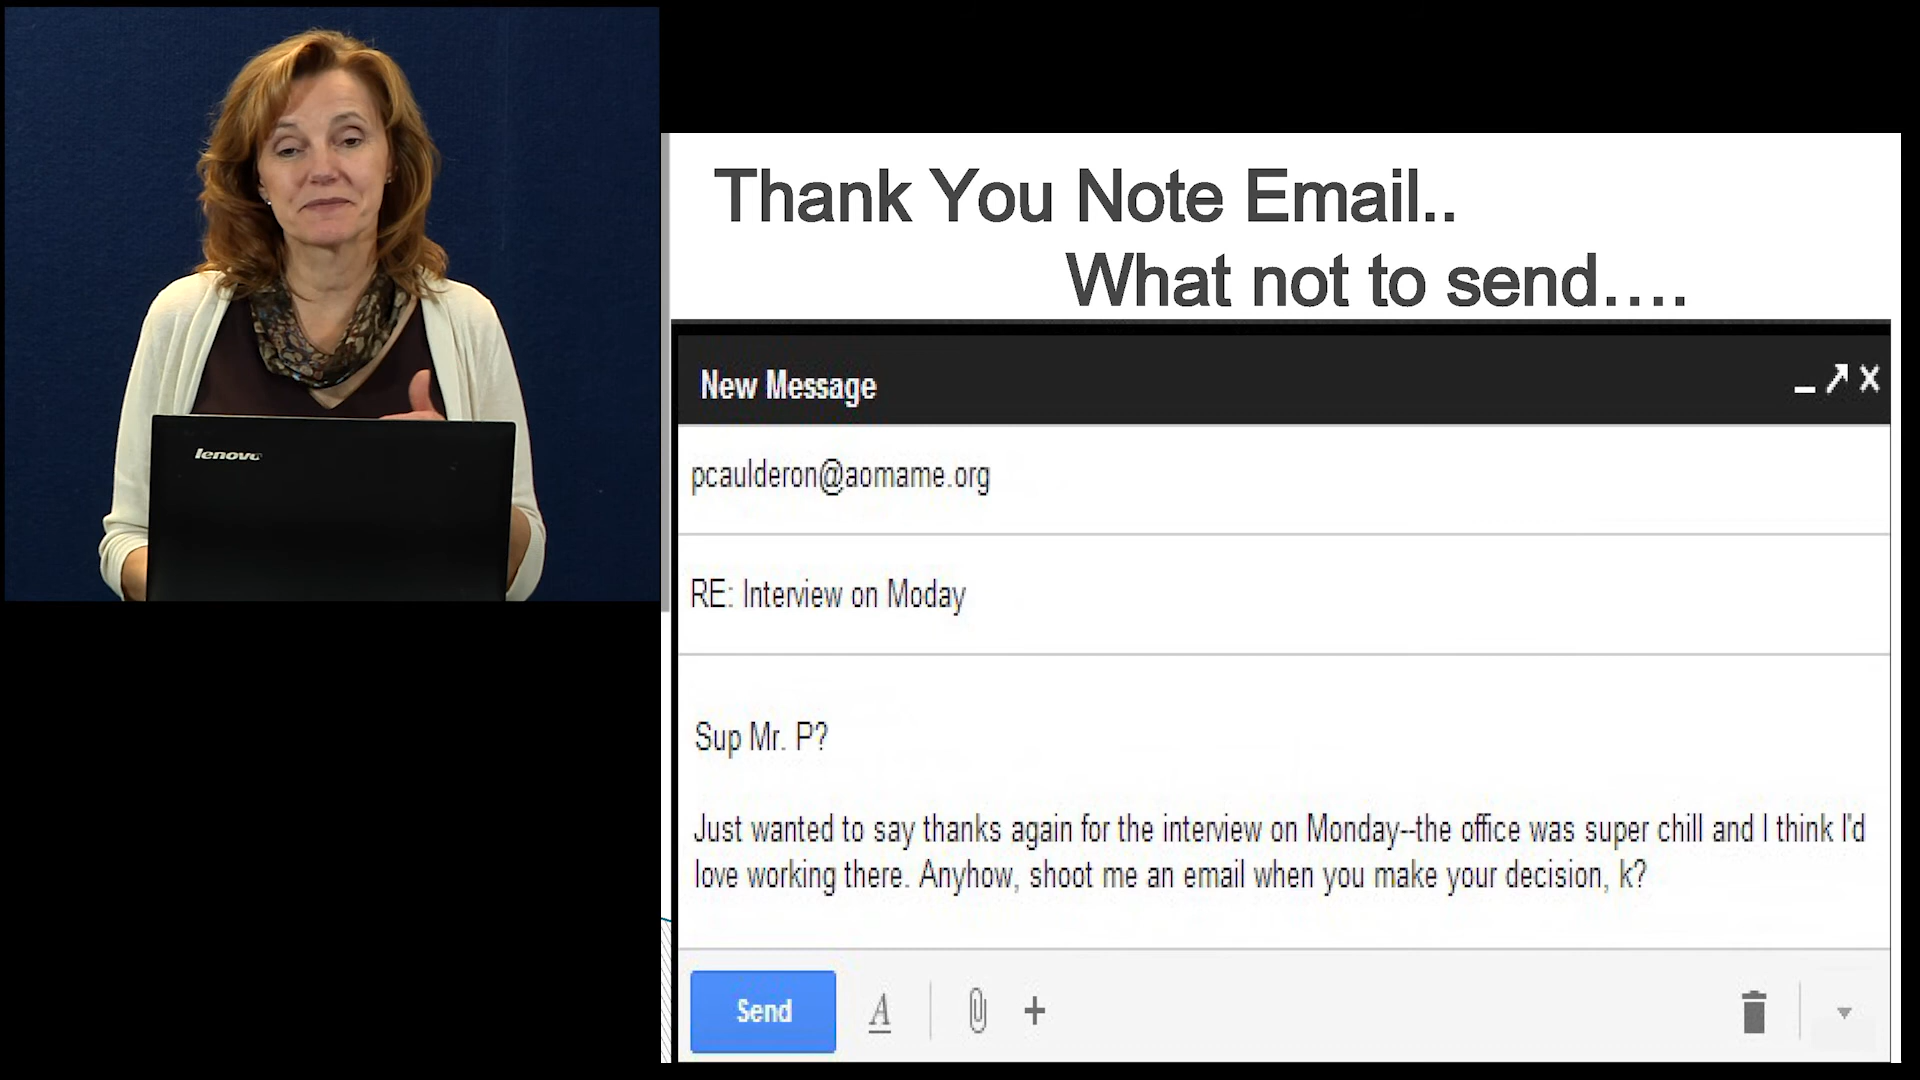 lenovo
Thank You Note Email..
What not to send....
New Message
pcaulderon@aomame.org
RE: Interview on Moday
Sup Mr. P?
Just wanted to say thanks again for the interview on Monday--the office was super chill and I think I'd
love working there. Anyhow, shoot me an email when you make your decision, k?
Send
A